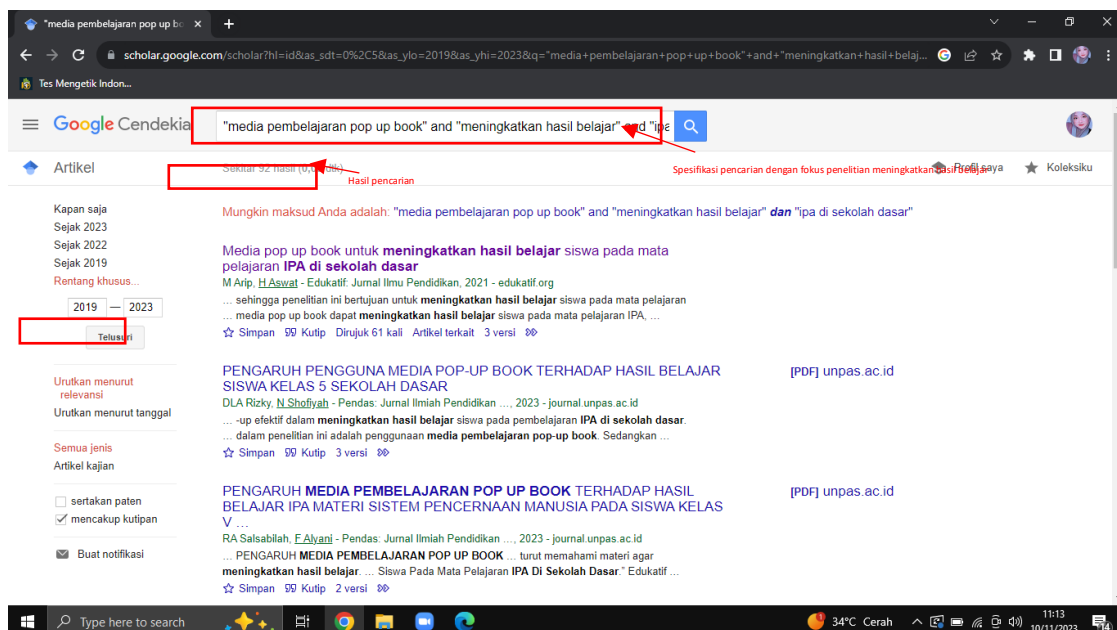 "media pembelajaran pop up bo
scholar.google.com/scholar?hl=id&as_sdt=0%2C5&as_ylo=2019&as_yhi=2023&q="media+pembelajaran+pop+up+book"+and+"meningkatkan+hasil+belaj...
Tes Mengetik Indon...
Google Cendekia
"media pembelajaran pop up book" and "meningkatkan hasil belajar" and "ipa
Artikel
Sekitar 92 hasil
Hasil pencarian
Spesifikasi pencarian dengan fokus penelitian meningkatkan hasil belajar
Profil saya
Koleksiku
Kapan saja
Sejak 2023
Sejak 2022
Sejak 2019
Rentang khusus...
2019 — 2023
Telusuri
Urutkan menurut
relevansi
Urutkan menurut tanggal
Semua jenis
Artikel kajian
sertakan paten
mencakup kutipan
Buat notifikasi
Mungkin maksud Anda adalah: "media pembelajaran pop up book" and "meningkatkan hasil belajar" dan "ipa di sekolah dasar"
Media pop up book untuk meningkatkan hasil belajar siswa pada mata
pelajaran IPA di sekolah dasar
M Arip, H Aswat - Edukatif: Jurnal Ilmu Pendidikan, 2021 - edukatif.org
... sehingga penelitian ini bertujuan untuk meningkatkan hasil belajar siswa pada mata pelajaran
... media pop up book dapat meningkatkan hasil belajar siswa pada mata pelajaran IPA, ...
Simpan Kutip Dirujuk 61 kali Artikel terkait 3 versi
PENGARUH PENGGUNA MEDIA POP-UP BOOK TERHADAP HASIL BELAJAR
SISWA KELAS 5 SEKOLAH DASAR
DLA Rizky, N Shofiyah - Pendas: Jurnal Ilmiah Pendidikan ..., 2023 - journal.unpas.ac.id
... -up efektif dalam meningkatkan hasil belajar siswa pada pembelajaran IPA di sekolah dasar.
... dalam penelitian ini adalah penggunaan media pembelajaran pop-up book. Sedangkan ...
Simpan Kutip 3 versi
[PDF] unpas.ac.id
PENGARUH MEDIA PEMBELAJARAN POP UP BOOK TERHADAP HASIL
BELAJAR IPA MATERI SISTEM PENCERNAAN MANUSIA PADA SISWA KELAS
V ...
RA Salsabilah, F Alyani - Pendas: Jurnal Ilmiah Pendidikan ..., 2023 - journal.unpas.ac.id
... PENGARUH MEDIA PEMBELAJARAN POP UP BOOK ... turut memahami materi agar
meningkatkan hasil belajar. ... Siswa Pada Mata Pelajaran IPA Di Sekolah Dasar." Edukatif ...
Simpan Kutip 2 versi
[PDF] unpas.ac.id
Type here to search
34°C Cerah
11:13
10/11/2023
14